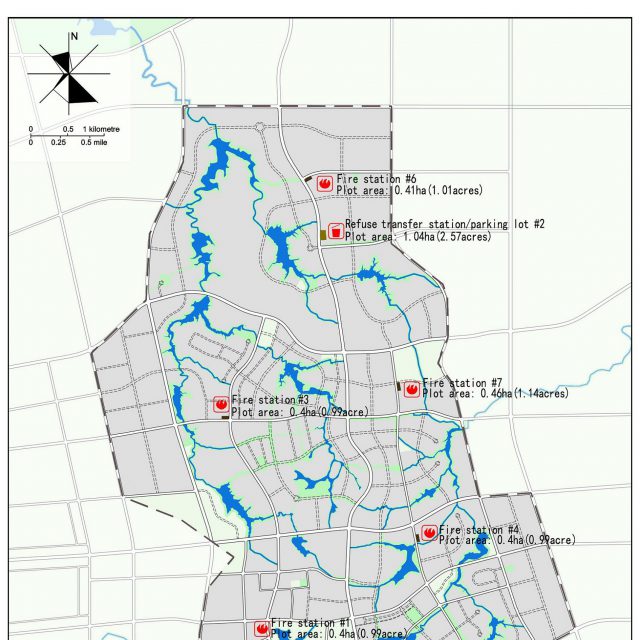 N
0 0.5 1 kilometre
0 0.25 0.5 mile
Fire station #6
Plot area: 0.41ha(1.01acres)
Refuse transfer station/parking lot #2
Plot area: 1.04ha(2.57acres)
Fire station #7
Plot area: 0.46ha(1.14acres)
Fire station#3
Plot area: 0.4ha(0.99acre)
Fire station #4
Plot area: 0.4ha(0.99acre)
Fire station #1
Plot area: 0.4ha(0.99acre)